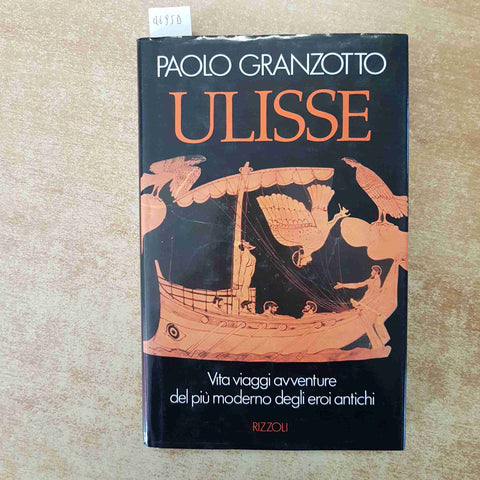 PAOLO GRANZOTTO
ULISSE
Vita viaggi avventure
del più moderno degli eroi antichi
RIZZOLI